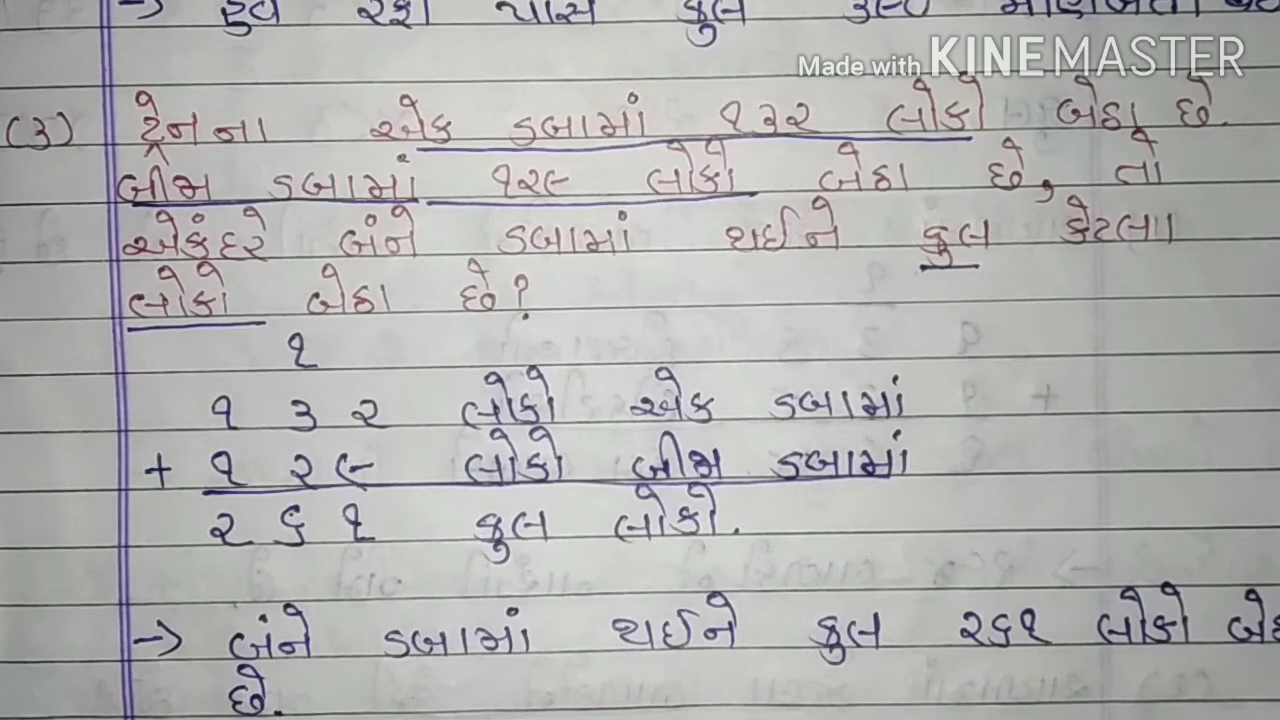 Made with KINEMASTER
(૩) ટ્રેનના એક ડબામાં ૧૩૨ લોકો બેઠા છે.
બીજા ડબામાં ૧૨૯ લોકો બેઠા છે, તો
એકંદરે બંને ડબામાં થઈને કુલ કેટલા
લોકો બેઠા છે?
૧
૧ ૩ ૨ લોકો એક ડબામાં
+ ૧ ૨ ૯ લોકો બીજા ડબામાં
૨ ૬ ૧ કુલ લોકો.
→ બંને ડબામાં થઈને કુલ ૨૬૧ લોકો
છે.